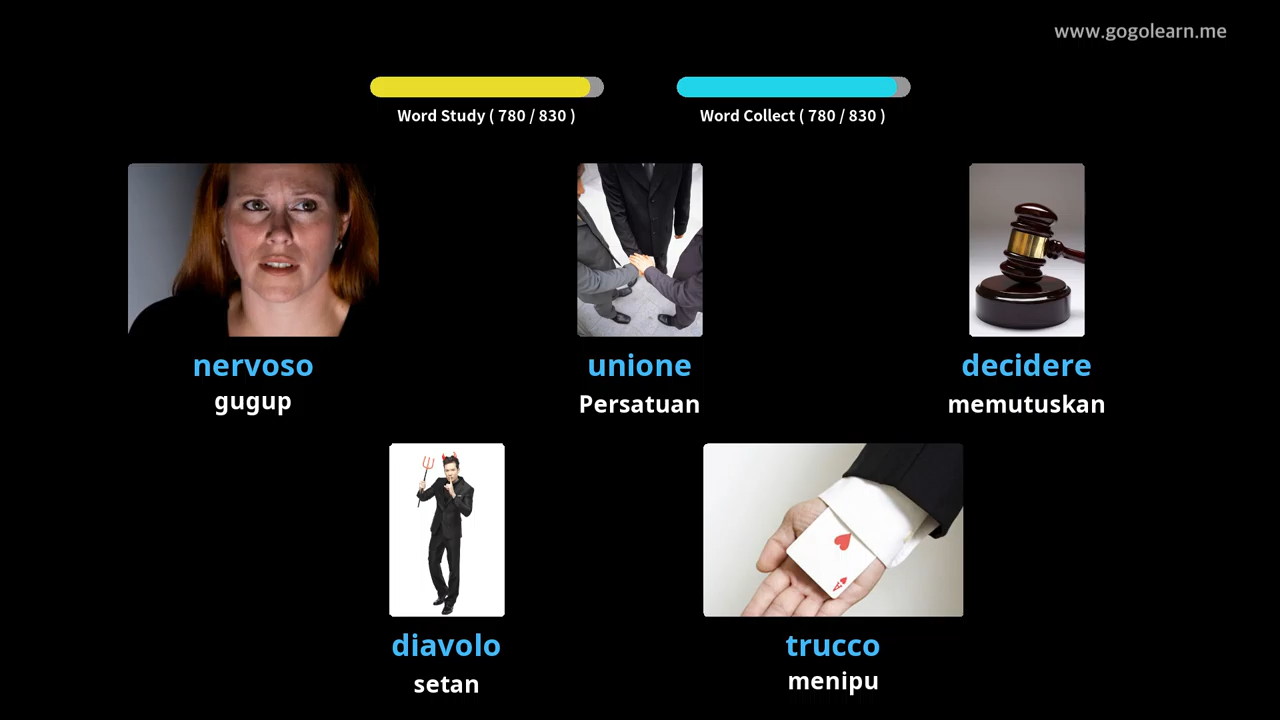 www.gogolearn.me
Word Study ( 780 / 830 )
Word Collect ( 780 / 830 )
nervoso
gugup
unione
Persatuan
decidere
memutuskan
diavolo
setan
trucco
menipu